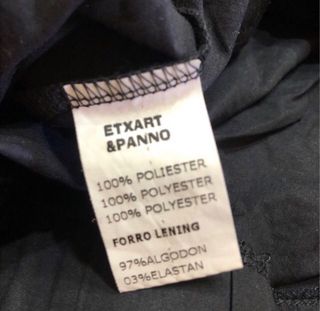 ETXART
&PANNO
100% POLIESTER
100% POLYESTER
100% POLYESTER
FORRO LENING
97%ALGODON
03%ELASTAN